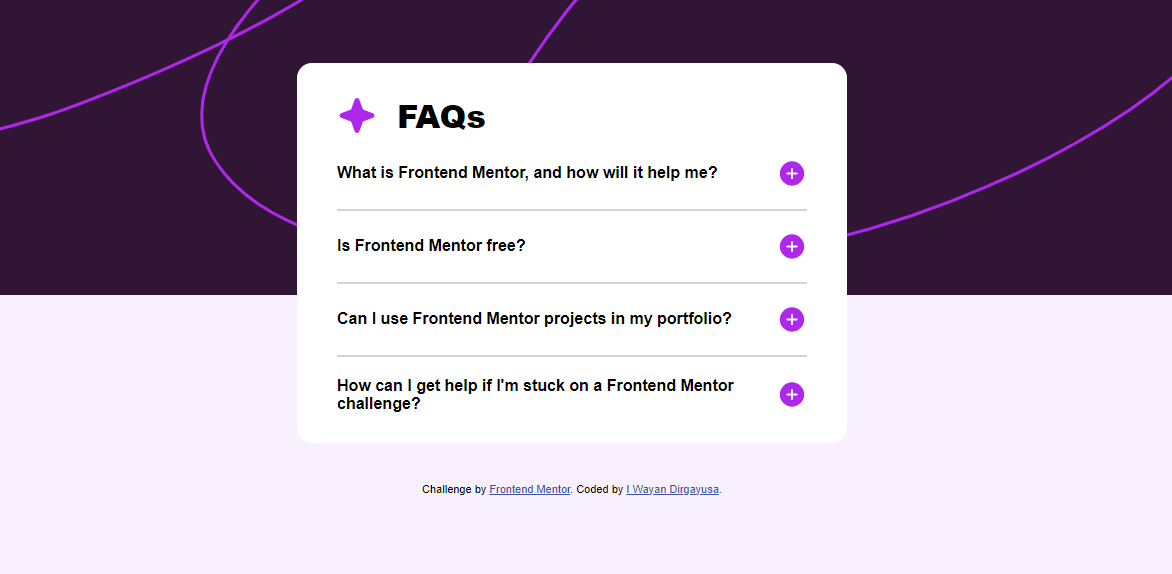 FAQs
What is Frontend Mentor, and how will it help me?
Is Frontend Mentor free?
Can I use Frontend Mentor projects in my portfolio?
How can I get help if I'm stuck on a Frontend Mentor
challenge?
Challenge by Frontend Mentor. Coded by I Wayan Dirgayusa.